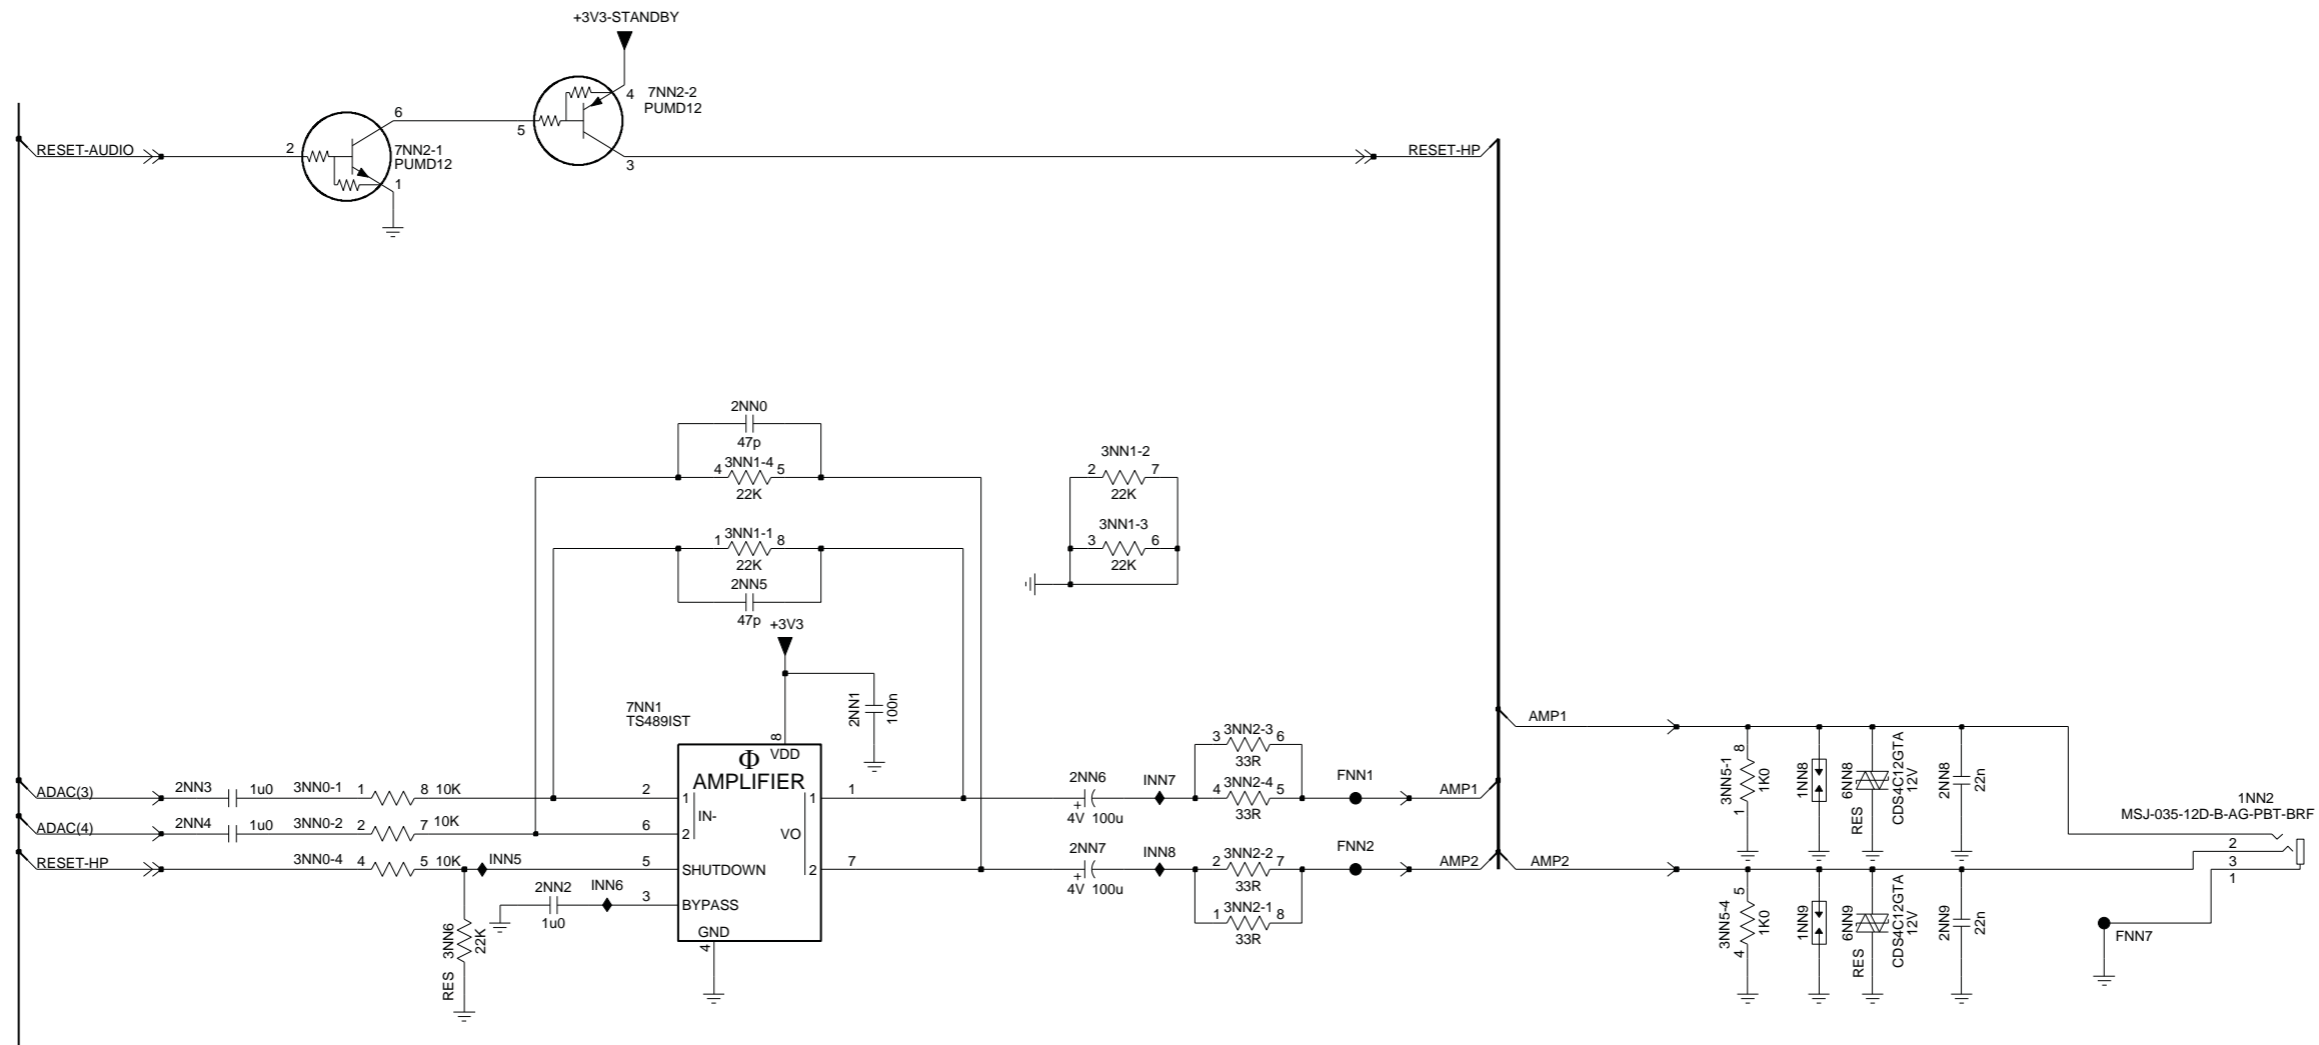 +3V3-STANDBY
7NN2-2
PUMD12
4
5
3
6
7NN2-1
PUMD12
2
1
RESET-AUDIO
RESET-HP
2NN0
47p
4 3NN1-4 5
22K
1 3NN1-1 8
22K
2NN5
47p
3NN1-2
2 7
22K
3NN1-3
3 6
22K
+3V3
2NN1
100n
7NN1
TS489IST
8
VDD
Φ
AMPLIFIER
ADAC(3)
2NN3 1u0
3NN0-1 1 8 10K
2
1
IN-
1
1
ADAC(4)
2NN4 1u0
3NN0-2 2 7 10K
6
2
VO
RESET-HP
3NN0-4 4 5 10K
INN5
5
SHUTDOWN
2
7
2NN2
1u0
INN6
3
BYPASS
GND
4
3NN6
22K
RES
2NN6
+
4V 100u
INN7
3 3NN2-3 6
33R
4 3NN2-4 5
33R
FNN1
AMP1
2NN7
+
4V 100u
INN8
2 3NN2-2 7
33R
1 3NN2-1 8
33R
FNN2
AMP2
AMP1
3NN5-1
8
1
1K0
1NN8
6NN8
RES
CDS4C12GTA
12V
2NN8
22n
AMP2
3NN5-4
5
4
1K0
1NN9
6NN9
RES
CDS4C12GTA
12V
2NN9
22n
1NN2
MSJ-035-12D-B-AG-PBT-BRF
2
3
1
FNN7